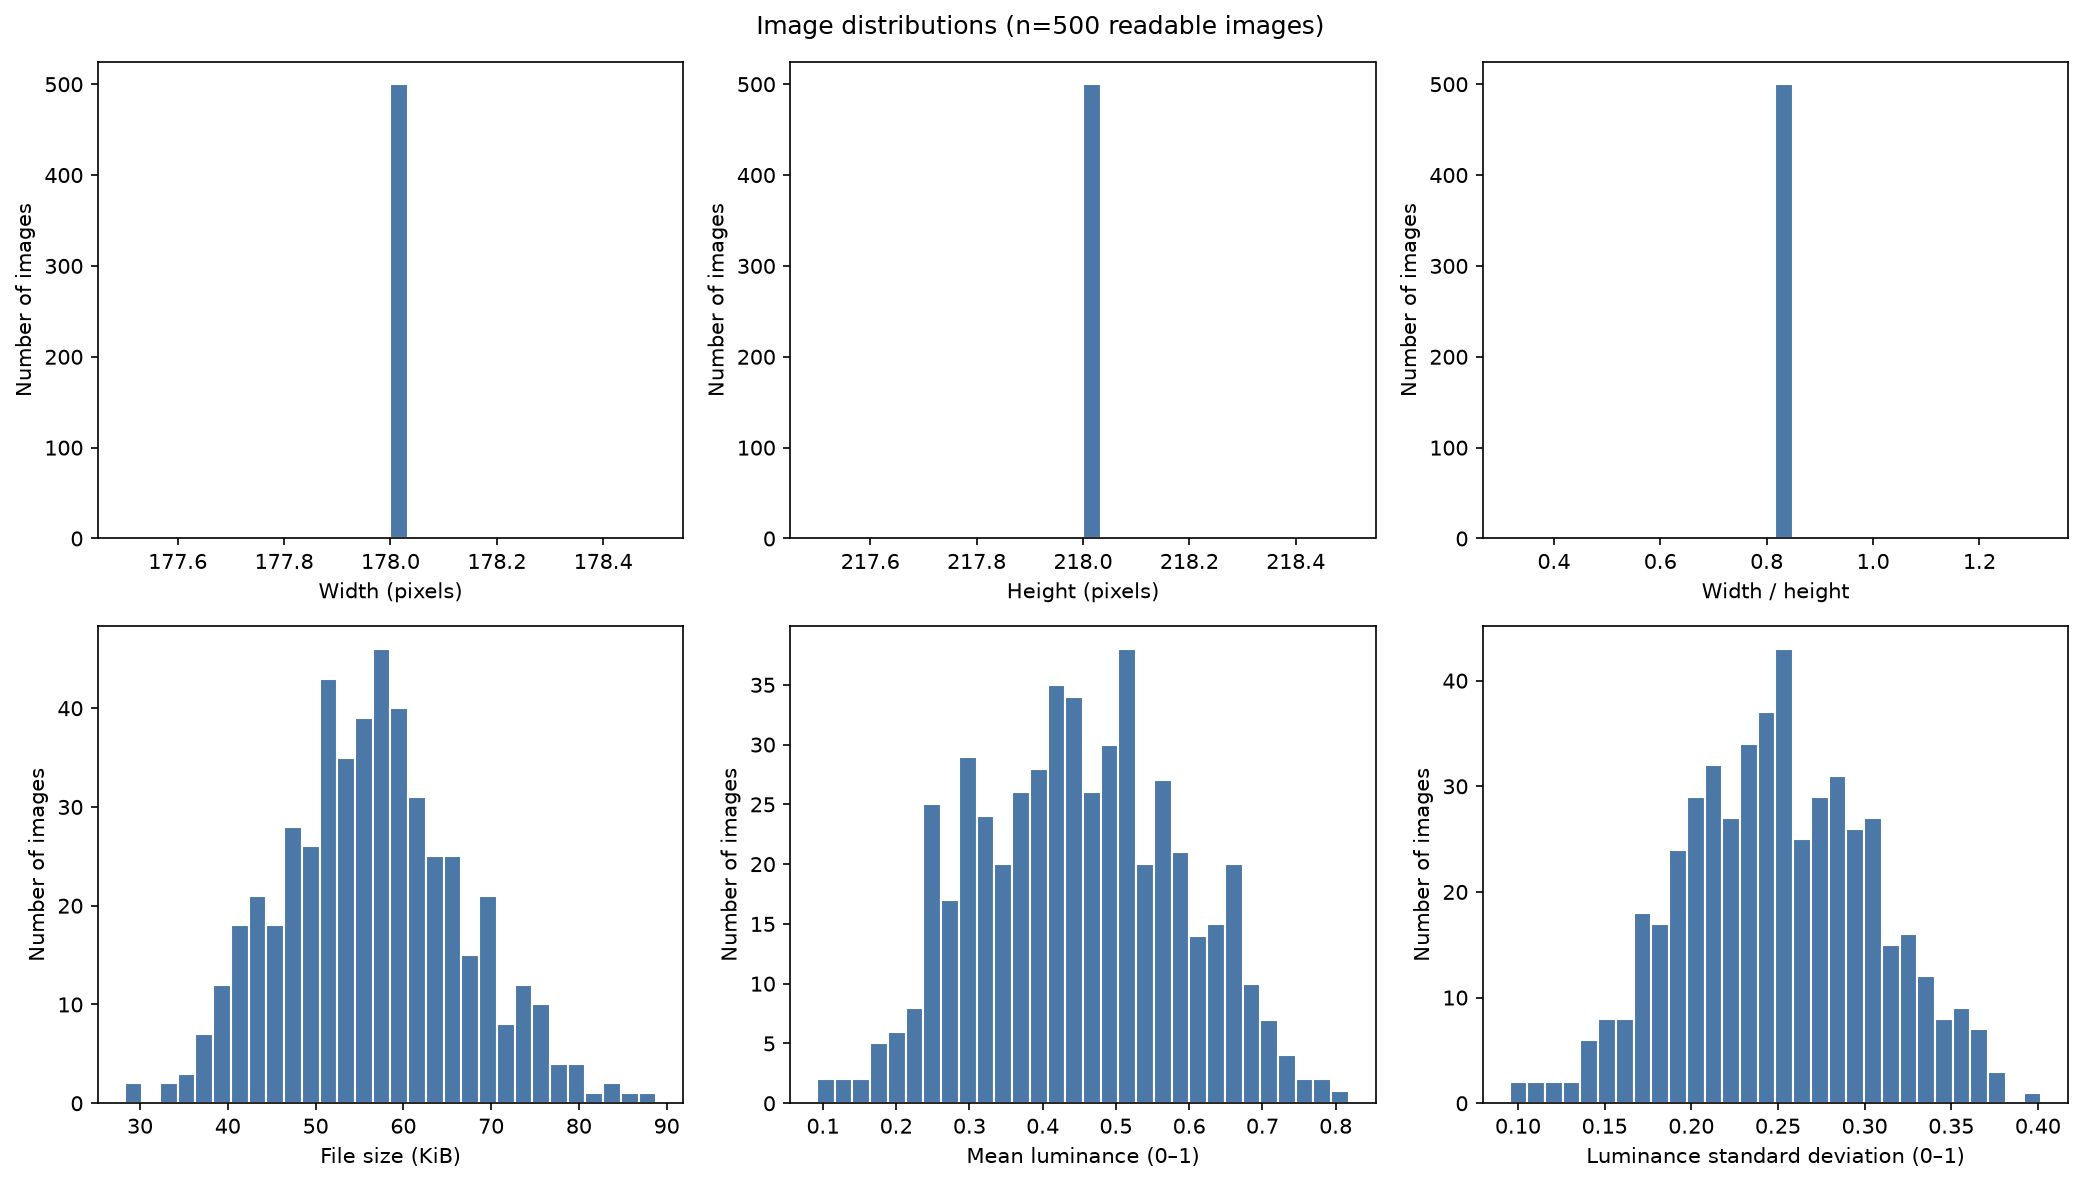 Image distributions (n=500 readable images)
Number of images
500
400
300
200
100
0
177.6 177.8 178.0 178.2 178.4
Width (pixels)
Number of images
500
400
300
200
100
0
217.6 217.8 218.0 218.2 218.4
Height (pixels)
Number of images
500
400
300
200
100
0
0.4 0.6 0.8 1.0 1.2
Width / height
Number of images
40
30
20
10
0
30 40 50 60 70 80 90
File size (KiB)
Number of images
35
30
25
20
15
10
5
0
0.1 0.2 0.3 0.4 0.5 0.6 0.7 0.8
Mean luminance (0–1)
Number of images
40
30
20
10
0
0.10 0.15 0.20 0.25 0.30 0.35 0.40
Luminance standard deviation (0–1)